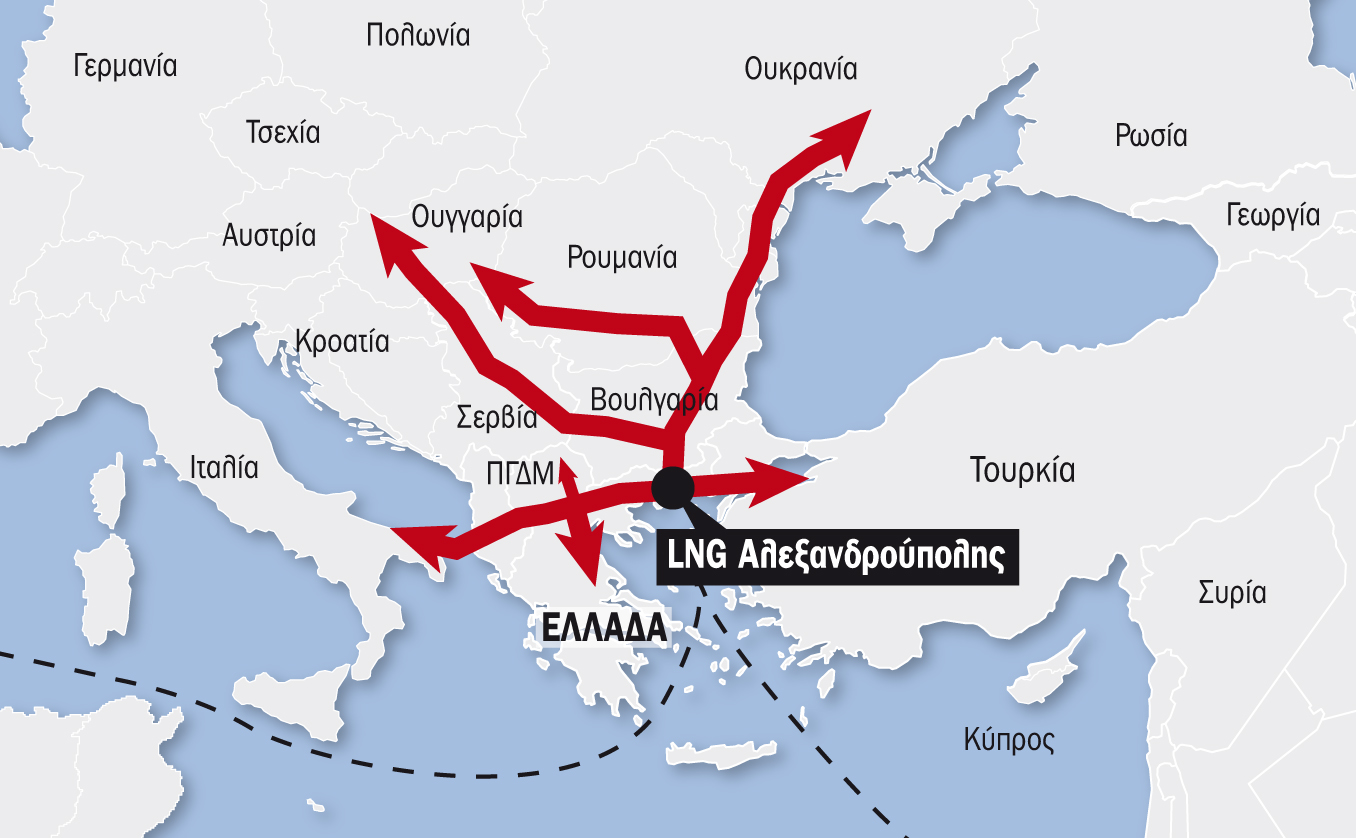 Πολωνία
Γερμανία
Ουκρανία
Τσεχία
Ρωσία
Ουγγαρία
Γεωργία
Αυστρία
Ρουμανία
Κροατία
Βουλγαρία
Σερβία
Ιταλία
ΠΓΔΜ
Τουρκία
LNG Αλεξανδρούπολης
Συρία
ΕΛΛΑΔΑ
Κύπρος